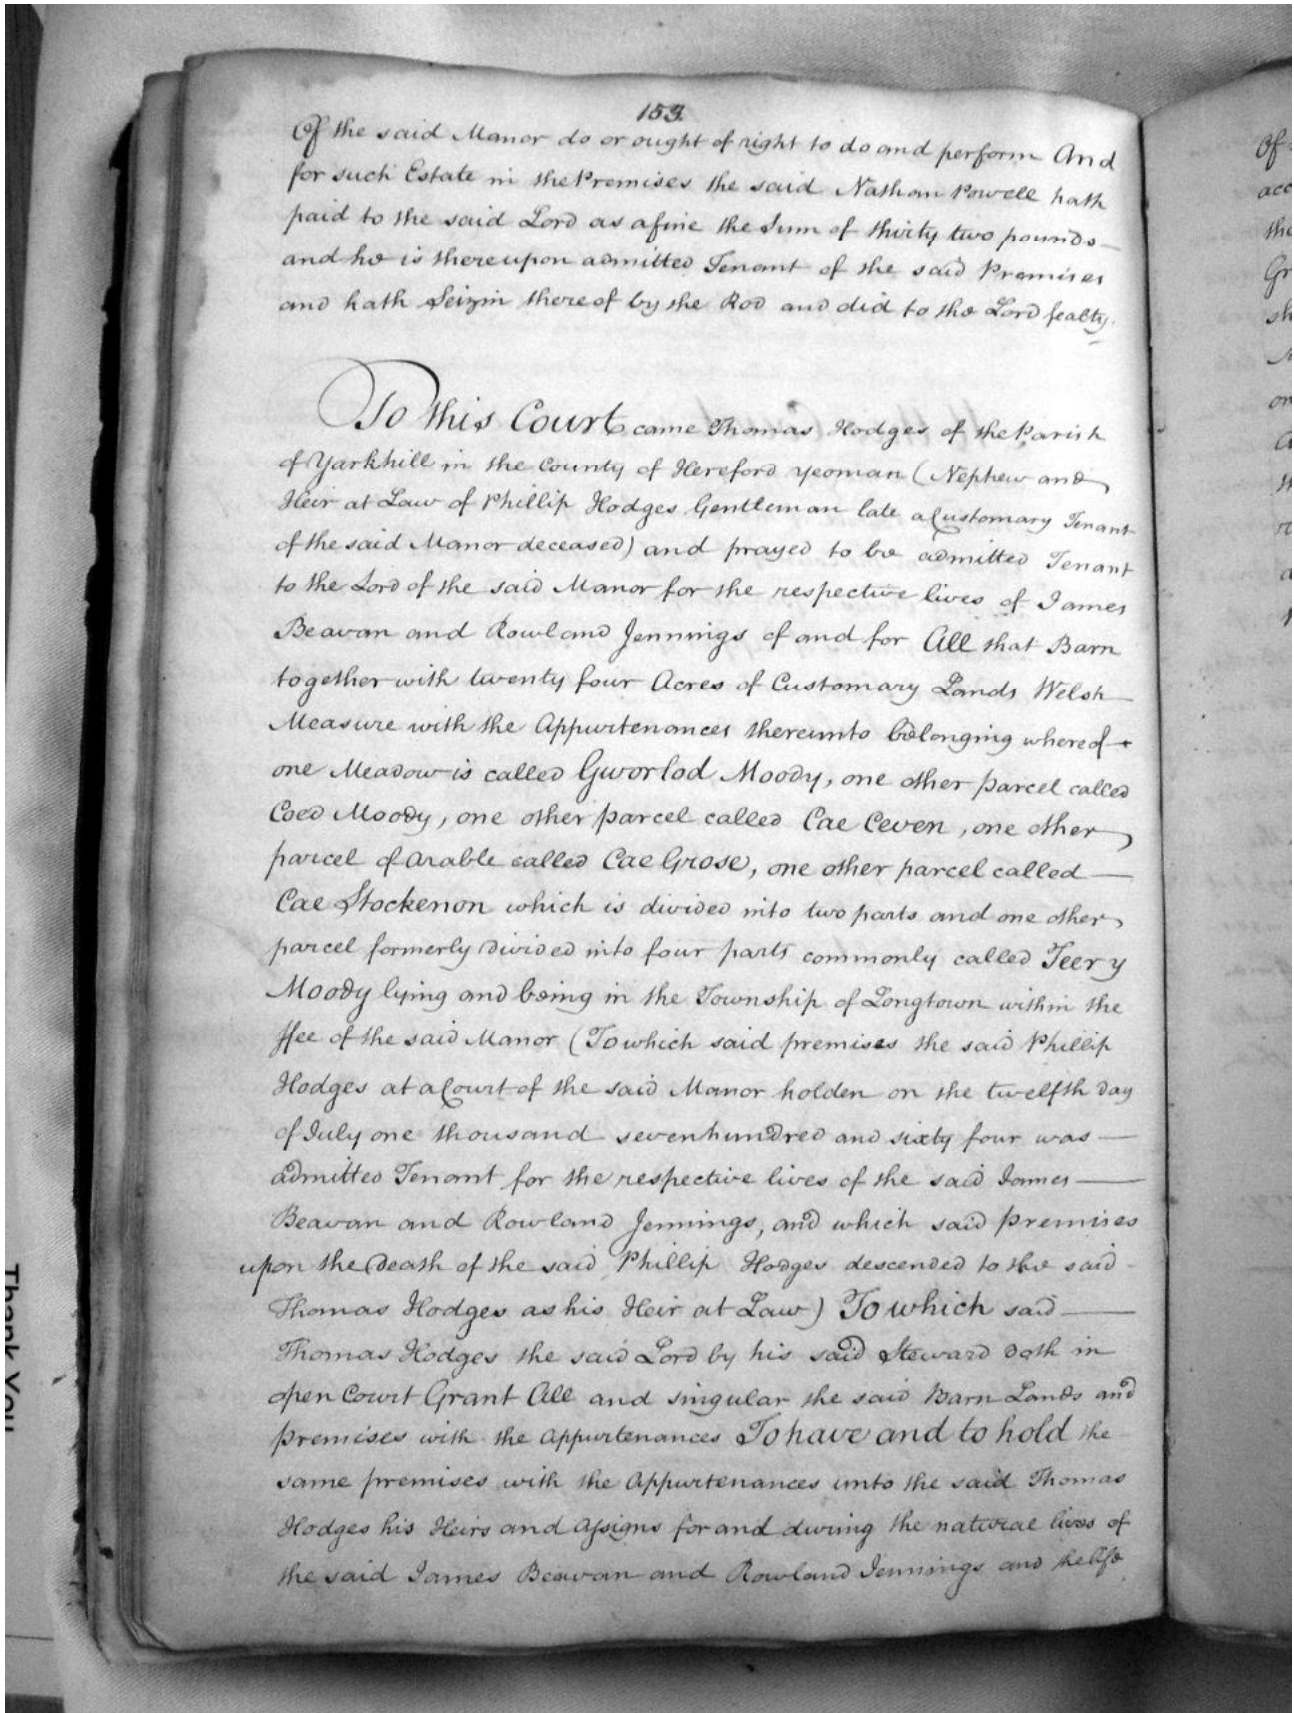 153.
Of the said Manor do or ought of right to do and perform And
for such Estate in the Premises the said Nathan Powell hath
paid to the said Lord as a fine the Sum of thirty two pounds
and he is thereupon admitted Tenant of the said Premises
and hath Seizin thereof by the Rod and did to the Lord fealty.
To this Court came Thomas Hodges of the Parish
of Yarkhill in the County of Hereford yeoman (Nephew and
Heir at Law of Phillip Hodges Gentleman late a Customary Tenant
of the said Manor deceased) and prayed to be admitted Tenant
to the Lord of the said Manor for the respective lives of James
Beavan and Rowland Jennings of and for All that Barn
together with twenty four Acres of Customary Lands Welsh
Measure with the Appurtenances thereunto belonging whereof
one Meadow is called Gworlod Moody, one other parcel called
Coed Moody, one other parcel called Cae Ceven, one other
parcel of Arable called Cae Grose, one other parcel called
Cae Stockenon which is divided into two parts and one other
parcel formerly divided into four parts commonly called Teer y
Moody lying and being in the Township of Longtown within the
ffee of the said Manor (To which said premises the said Phillip
Hodges at a Court of the said Manor holden on the twelfth day
of July one thousand seven hundred and sixty four was
admitted Tenant for the respective lives of the said James
Beavan and Rowland Jennings, and which said premises
upon the Death of the said Phillip Hodges descended to the said
Thomas Hodges as his Heir at Law) To which said
Thomas Hodges the said Lord by his said Steward doth in
open Court Grant All and singular the said Barn Lands and
premises with the Appurtenances To have and to hold the
same premises with the Appurtenances unto the said Thomas
Hodges his Heirs and Assigns for and during the natural lives of
the said James Beavan and Rowland Jennings and the life
Of
acc
the
Gr
sh
on
Thank You